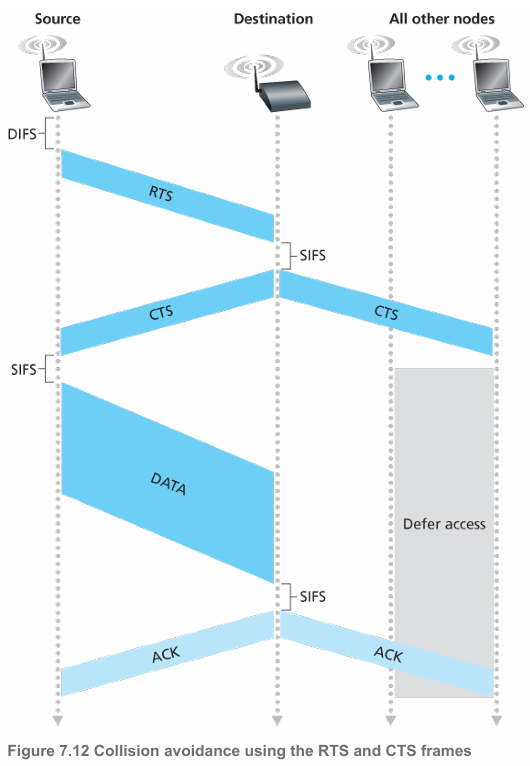 Source
Destination
All other nodes
DIFS
RTS
SIFS
CTS
CTS
SIFS
DATA
Defer access
SIFS
ACK
ACK
Figure 7.12 Collision avoidance using the RTS and CTS frames